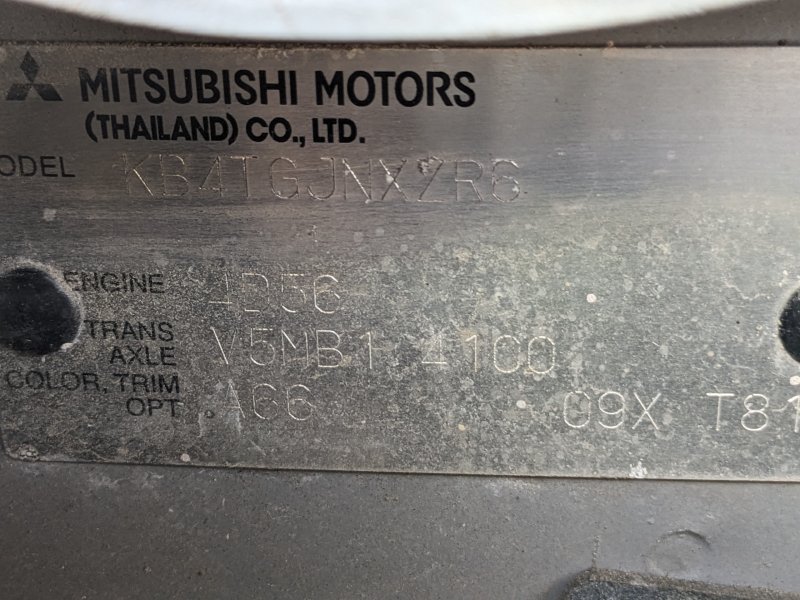 MITSUBISHI MOTORS
(THAILAND) CO., LTD.
ODEL KB4TGJNXZR6
ENGINE 4D56
TRANS V5MB1 4100
AXLE
COLOR, TRIM A66 09X T81
OPT